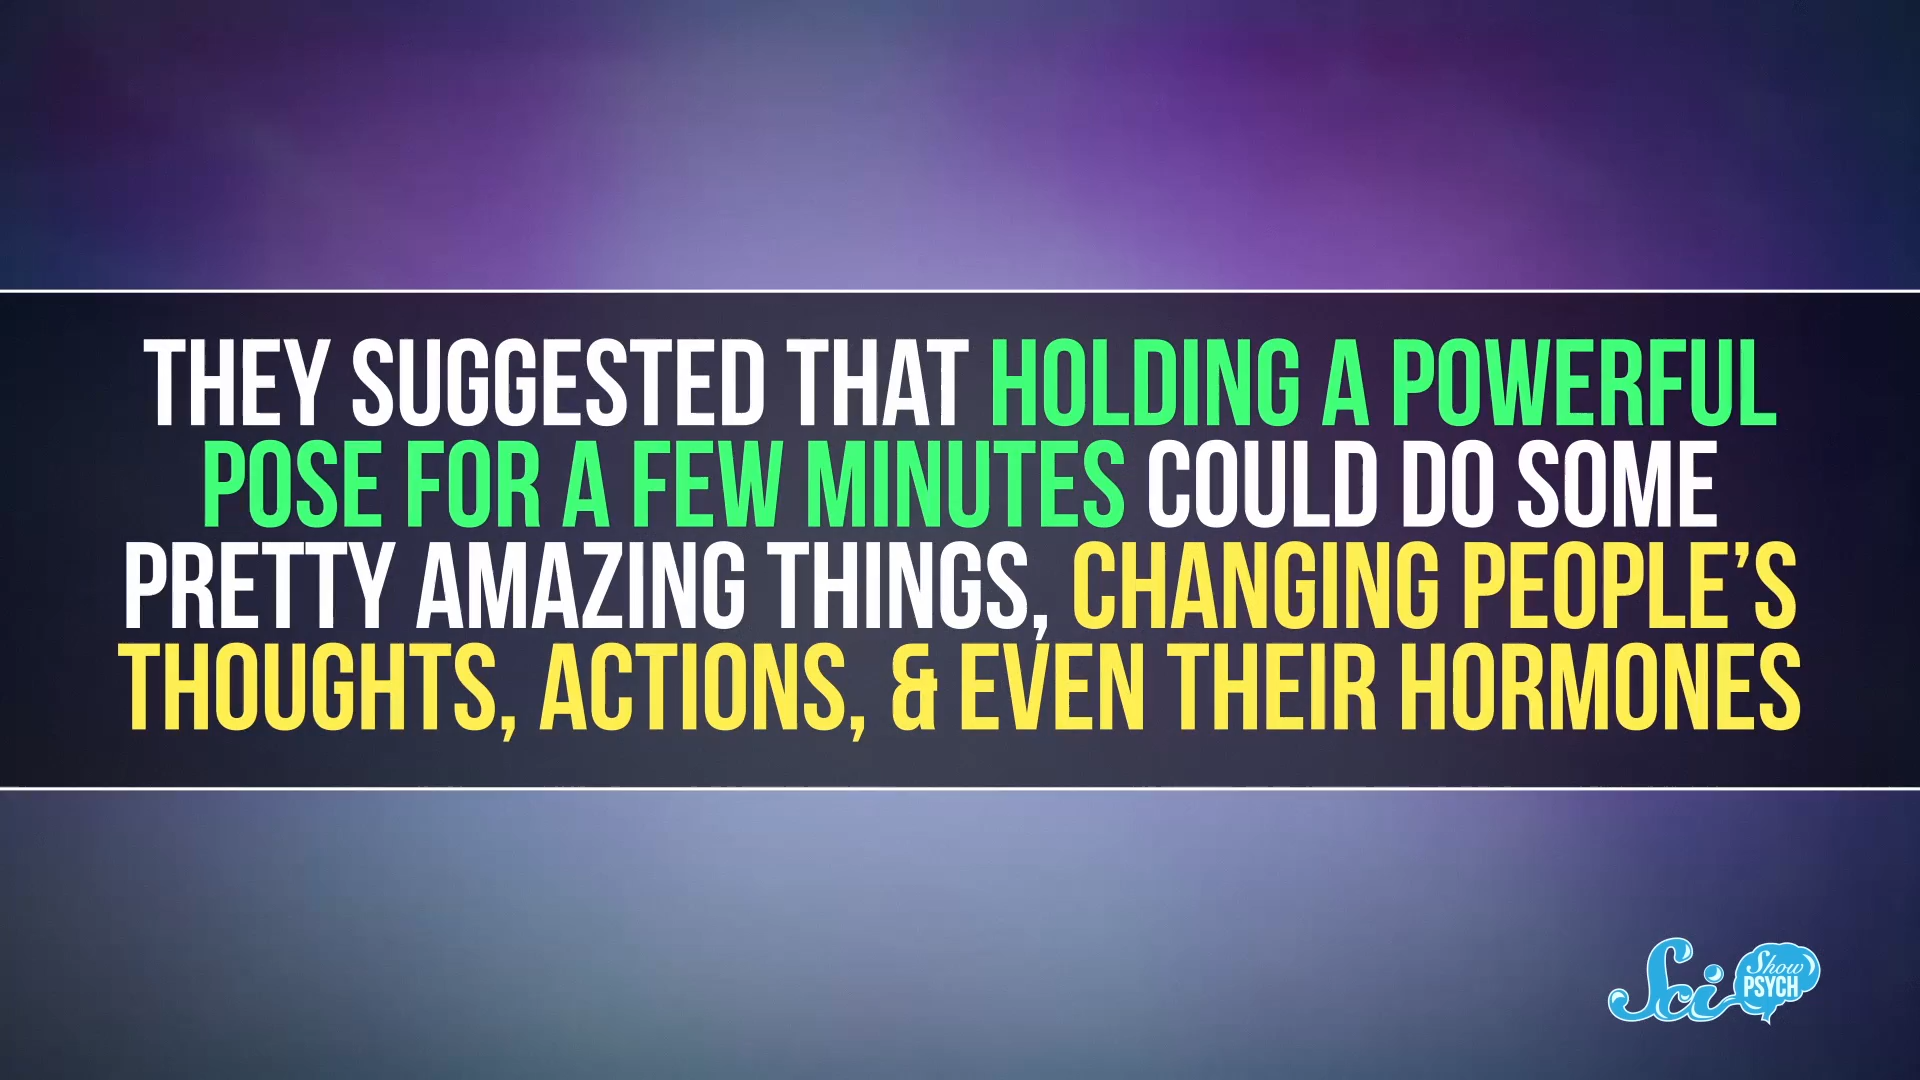 THEY SUGGESTED THAT HOLDING A POWERFUL
POSE FOR A FEW MINUTES COULD DO SOME
PRETTY AMAZING THINGS, CHANGING PEOPLE’S
THOUGHTS, ACTIONS, & EVEN THEIR HORMONES
Sci Show
PSYCH